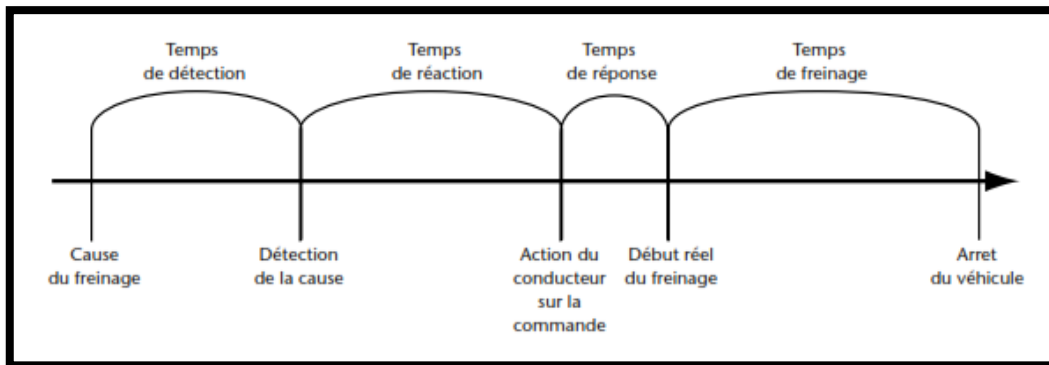 Temps
de détection
Temps
de réaction
Temps
de réponse
Temps
de freinage
Cause
du freinage
Détection
de la cause
Action du
conducteur
sur la
commande
Début réel
du freinage
Arret
du véhicule